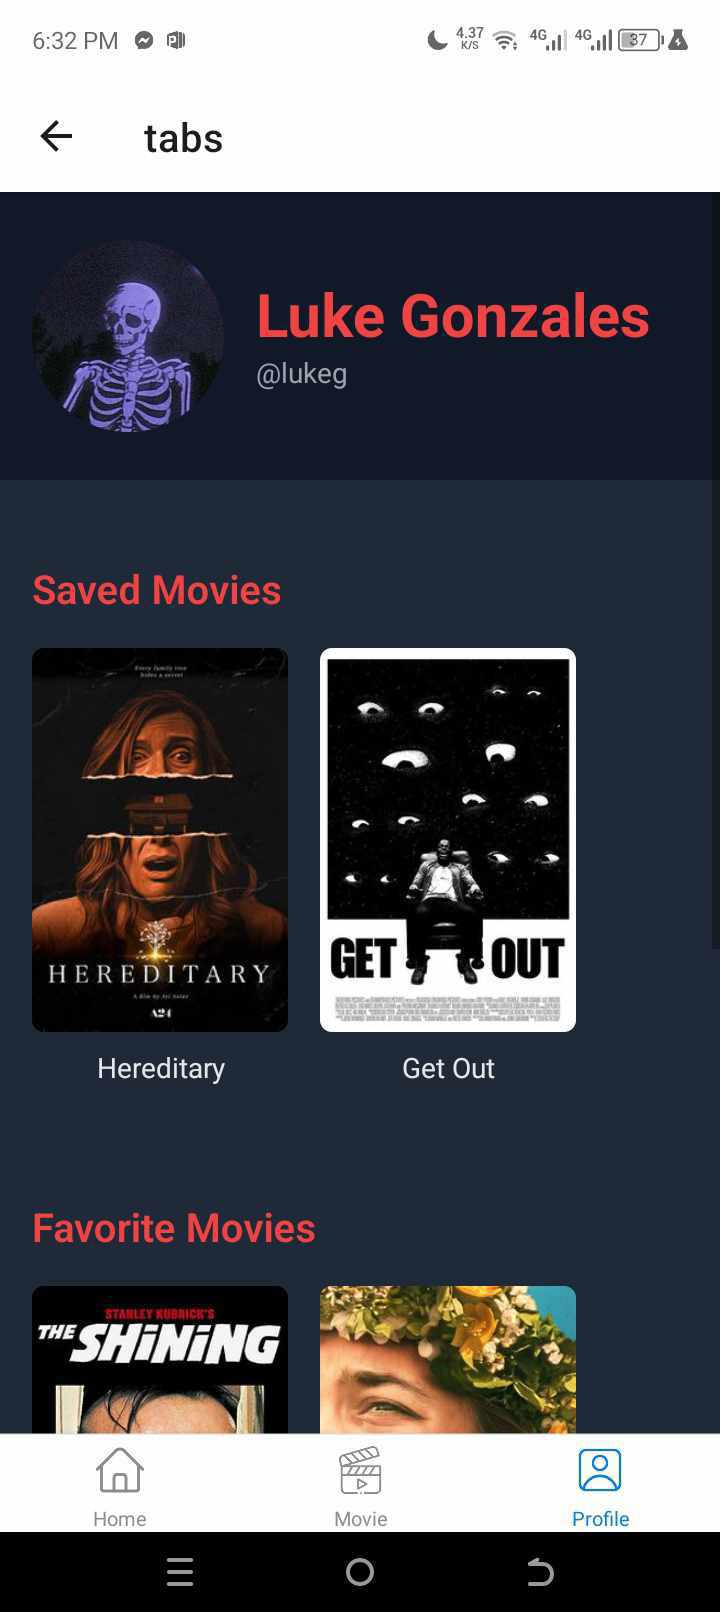 6:32 PM
4.37
K/S
4G
4G
37
tabs
Luke Gonzales
@lukeg
Saved Movies
Every family tree
hides a secret
HEREDITARY
A film by Ari Aster
A24
GET OUT
Hereditary
Get Out
Favorite Movies
STANLEY KUBRICK'S
THE SHiNiNG
Home
Movie
Profile